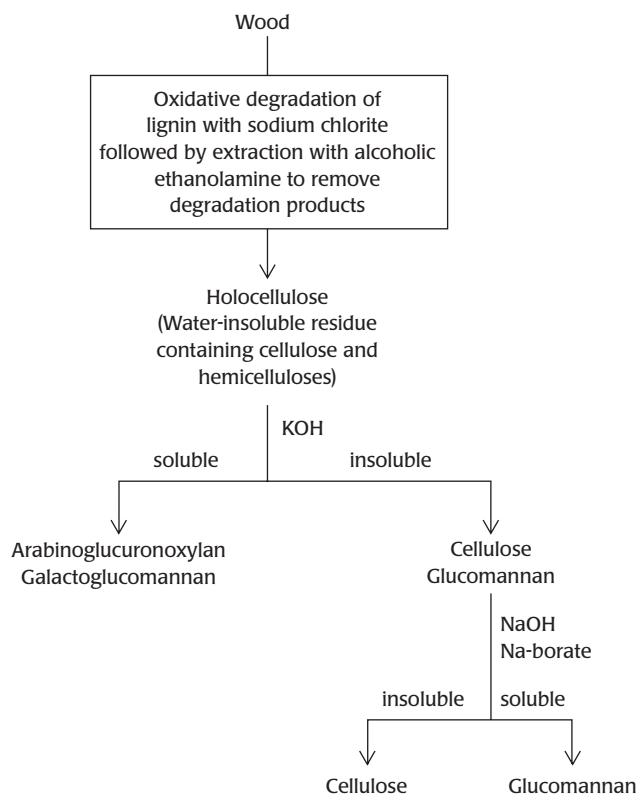 Wood
Oxidative degradation of
lignin with sodium chlorite
followed by extraction with alcoholic
ethanolamine to remove
degradation products
Holocellulose
(Water-insoluble residue
containing cellulose and
hemicelluloses)
KOH
soluble
insoluble
Arabinoglucuronoxylan
Galactoglucomannan
Cellulose
Glucomannan
NaOH
Na-borate
insoluble
soluble
Cellulose
Glucomannan